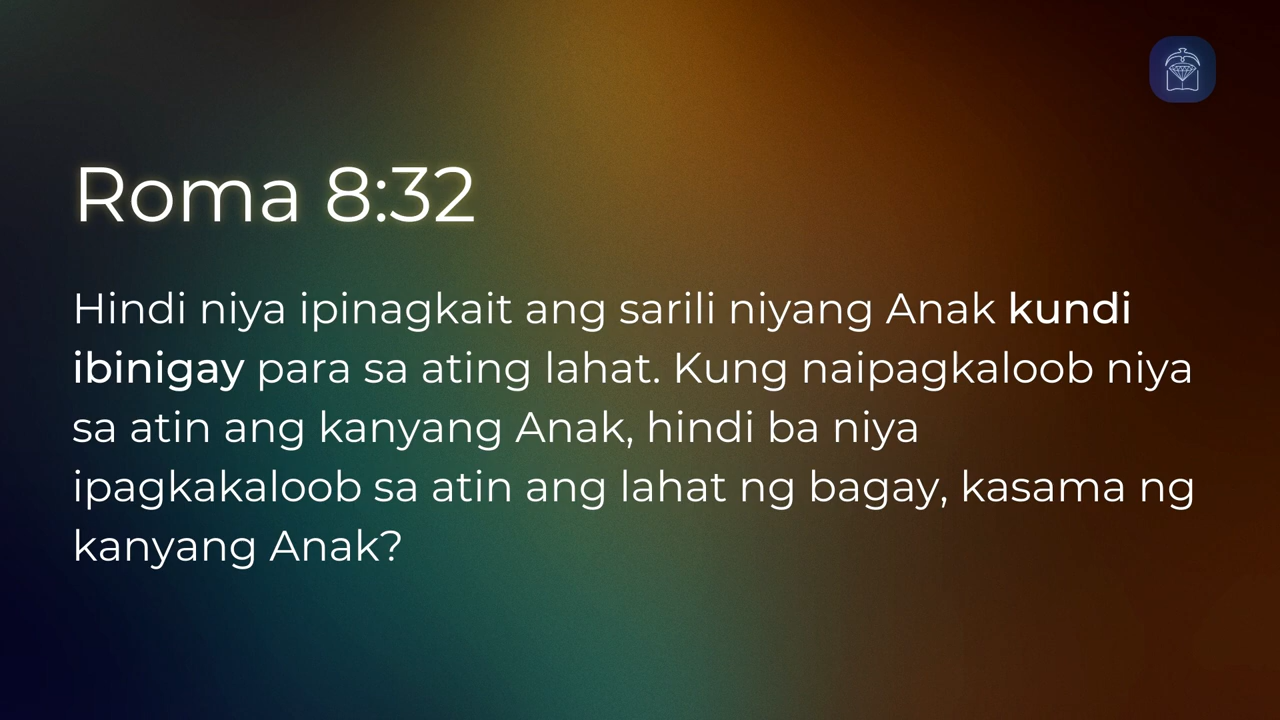 Roma 8:32
Hindi niya ipinagkait ang sarili niyang Anak kundi
ibinigay para sa ating lahat. Kung naipagkaloob niya
sa atin ang kanyang Anak, hindi ba niya
ipagkakaloob sa atin ang lahat ng bagay, kasama ng
kanyang Anak?